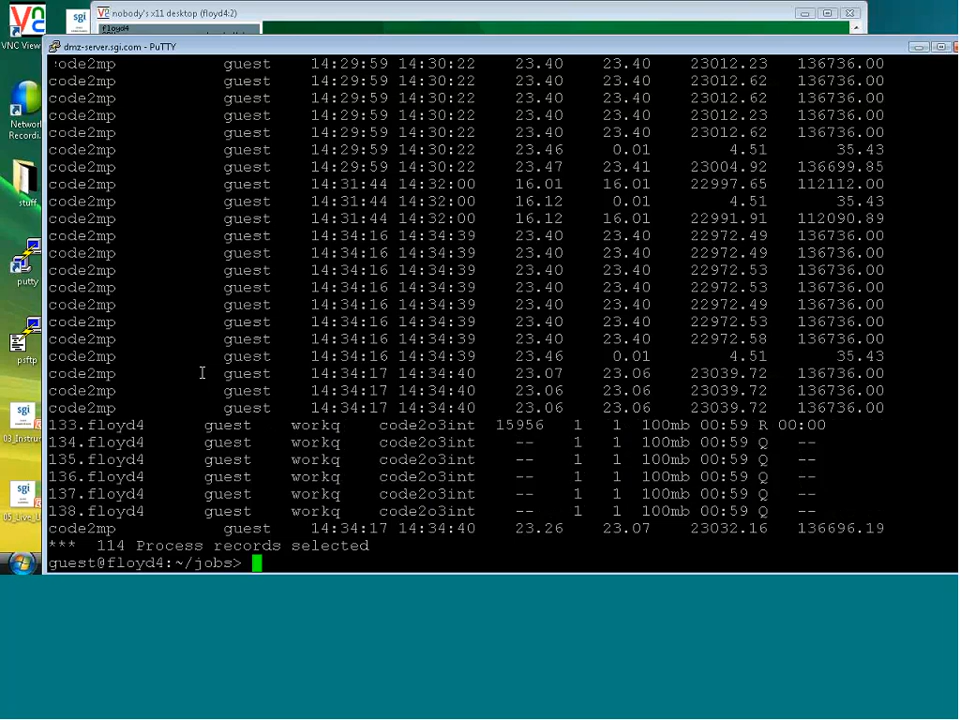 nobody's x11 desktop (floyd4:2)
floyd4
dmz-server.sgi.com - PuTTY
sgi
VNC View
Network
Recordi..
stuff
putty
psftp
sgi
03_Instru
sgi
05_Live_L
code2mp guest 14:29:59 14:30:22 23.40 23.40 23012.23 136736.00
code2mp guest 14:29:59 14:30:22 23.40 23.40 23012.62 136736.00
code2mp guest 14:29:59 14:30:22 23.40 23.40 23012.62 136736.00
code2mp guest 14:29:59 14:30:22 23.40 23.40 23012.23 136736.00
code2mp guest 14:29:59 14:30:22 23.40 23.40 23012.62 136736.00
code2mp guest 14:29:59 14:30:22 23.46 0.01 4.51 35.43
code2mp guest 14:29:59 14:30:22 23.47 23.41 23004.92 136699.85
code2mp guest 14:31:44 14:32:00 16.01 16.01 22997.65 112112.00
code2mp guest 14:31:44 14:32:00 16.12 0.01 4.51 35.43
code2mp guest 14:31:44 14:32:00 16.12 16.01 22991.91 112090.89
code2mp guest 14:34:16 14:34:39 23.40 23.40 22972.49 136736.00
code2mp guest 14:34:16 14:34:39 23.40 23.40 22972.49 136736.00
code2mp guest 14:34:16 14:34:39 23.40 23.40 22972.53 136736.00
code2mp guest 14:34:16 14:34:39 23.40 23.40 22972.53 136736.00
code2mp guest 14:34:16 14:34:39 23.40 23.40 22972.49 136736.00
code2mp guest 14:34:16 14:34:39 23.40 23.40 22972.53 136736.00
code2mp guest 14:34:16 14:34:39 23.40 23.40 22972.58 136736.00
code2mp guest 14:34:16 14:34:39 23.46 0.01 4.51 35.43
code2mp guest 14:34:17 14:34:40 23.07 23.06 23039.72 136736.00
code2mp guest 14:34:17 14:34:40 23.06 23.06 23039.72 136736.00
code2mp guest 14:34:17 14:34:40 23.06 23.06 23039.72 136736.00
133.floyd4 guest workq code2o3int 15956 1 1 100mb 00:59 R 00:00
134.floyd4 guest workq code2o3int -- 1 1 100mb 00:59 Q --
135.floyd4 guest workq code2o3int -- 1 1 100mb 00:59 Q --
136.floyd4 guest workq code2o3int -- 1 1 100mb 00:59 Q --
137.floyd4 guest workq code2o3int -- 1 1 100mb 00:59 Q --
138.floyd4 guest workq code2o3int -- 1 1 100mb 00:59 Q --
code2mp guest 14:34:17 14:34:40 23.26 23.07 23032.16 136696.19
*** 114 Process records selected
guest@floyd4:~/jobs>